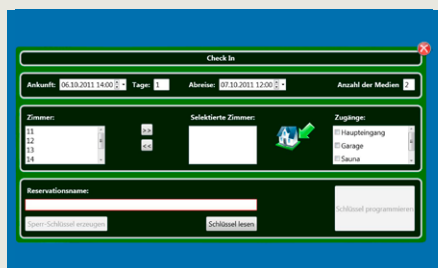 Check In
Ankunft: 06.10.2011 14:00 Tage: 1 Abreise: 07.10.2011 12:00 Anzahl der Medien 2
Zimmer: Selektierte Zimmer: Zugänge:
11 >> Haupteingang
12 << Garage
13 Sauna
14
Reservationsname:
Schlüssel programmieren
Sperr-Schlüssel erzeugen Schlüssel lesen